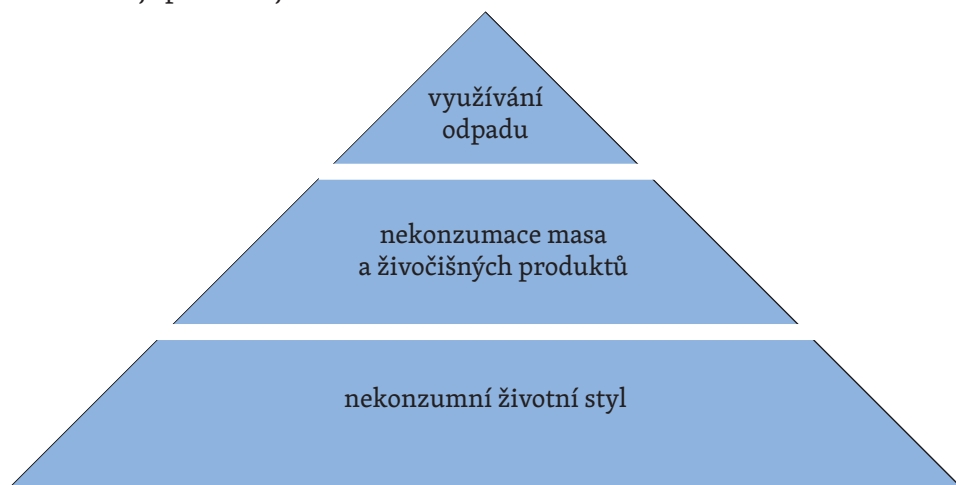 využívání
odpadu
nekonzumace masa
a živočišných produktů
nekonzumní životní styl